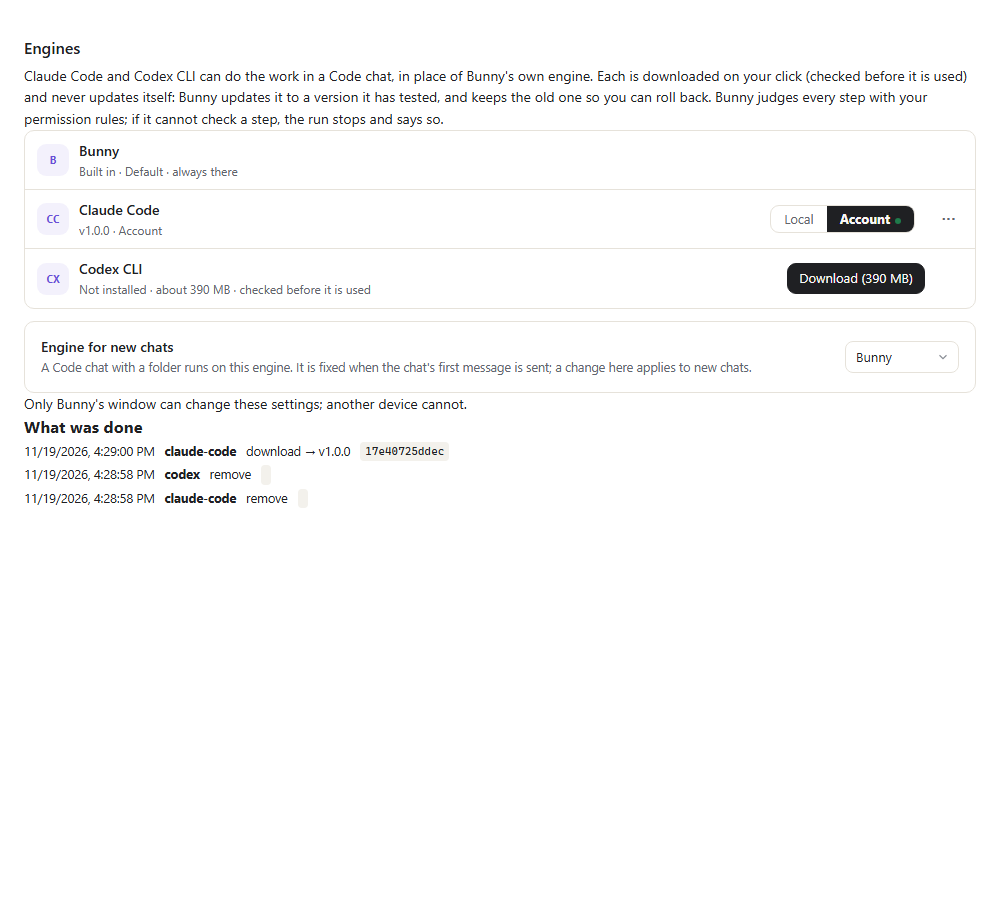 Engines
Claude Code and Codex CLI can do the work in a Code chat, in place of Bunny's own engine. Each is downloaded on your click (checked before it is used)
and never updates itself: Bunny updates it to a version it has tested, and keeps the old one so you can roll back. Bunny judges every step with your
permission rules; if it cannot check a step, the run stops and says so.
B
Bunny
Built in · Default · always there
CC
Claude Code
v1.0.0 · Account
Local
Account
···
CX
Codex CLI
Not installed · about 390 MB · checked before it is used
Download (390 MB)
Engine for new chats
A Code chat with a folder runs on this engine. It is fixed when the chat's first message is sent; a change here applies to new chats.
Bunny
Only Bunny's window can change these settings; another device cannot.
What was done
11/19/2026, 4:29:00 PM claude-code download → v1.0.0 17e40725ddec
11/19/2026, 4:28:58 PM codex remove
11/19/2026, 4:28:58 PM claude-code remove